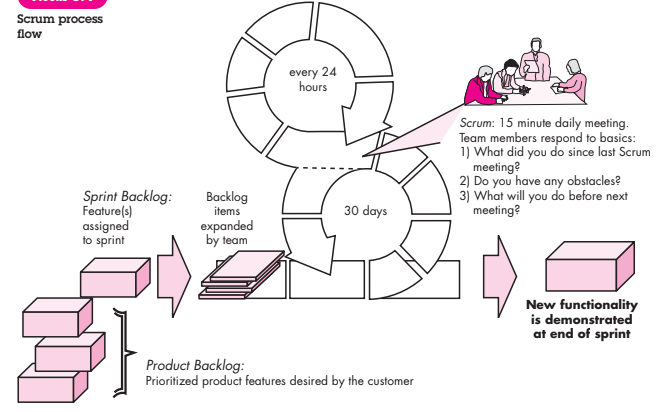 Scrum process
flow
every 24
hours
Scrum: 15 minute daily meeting.
Team members respond to basics:
1) What did you do since last Scrum
meeting?
2) Do you have any obstacles?
3) What will you do before next
meeting?
Sprint Backlog:
Feature(s)
assigned
to sprint
Backlog
items
expanded
by team
30 days
New functionality
is demonstrated
at end of sprint
Product Backlog:
Prioritized product features desired by the customer